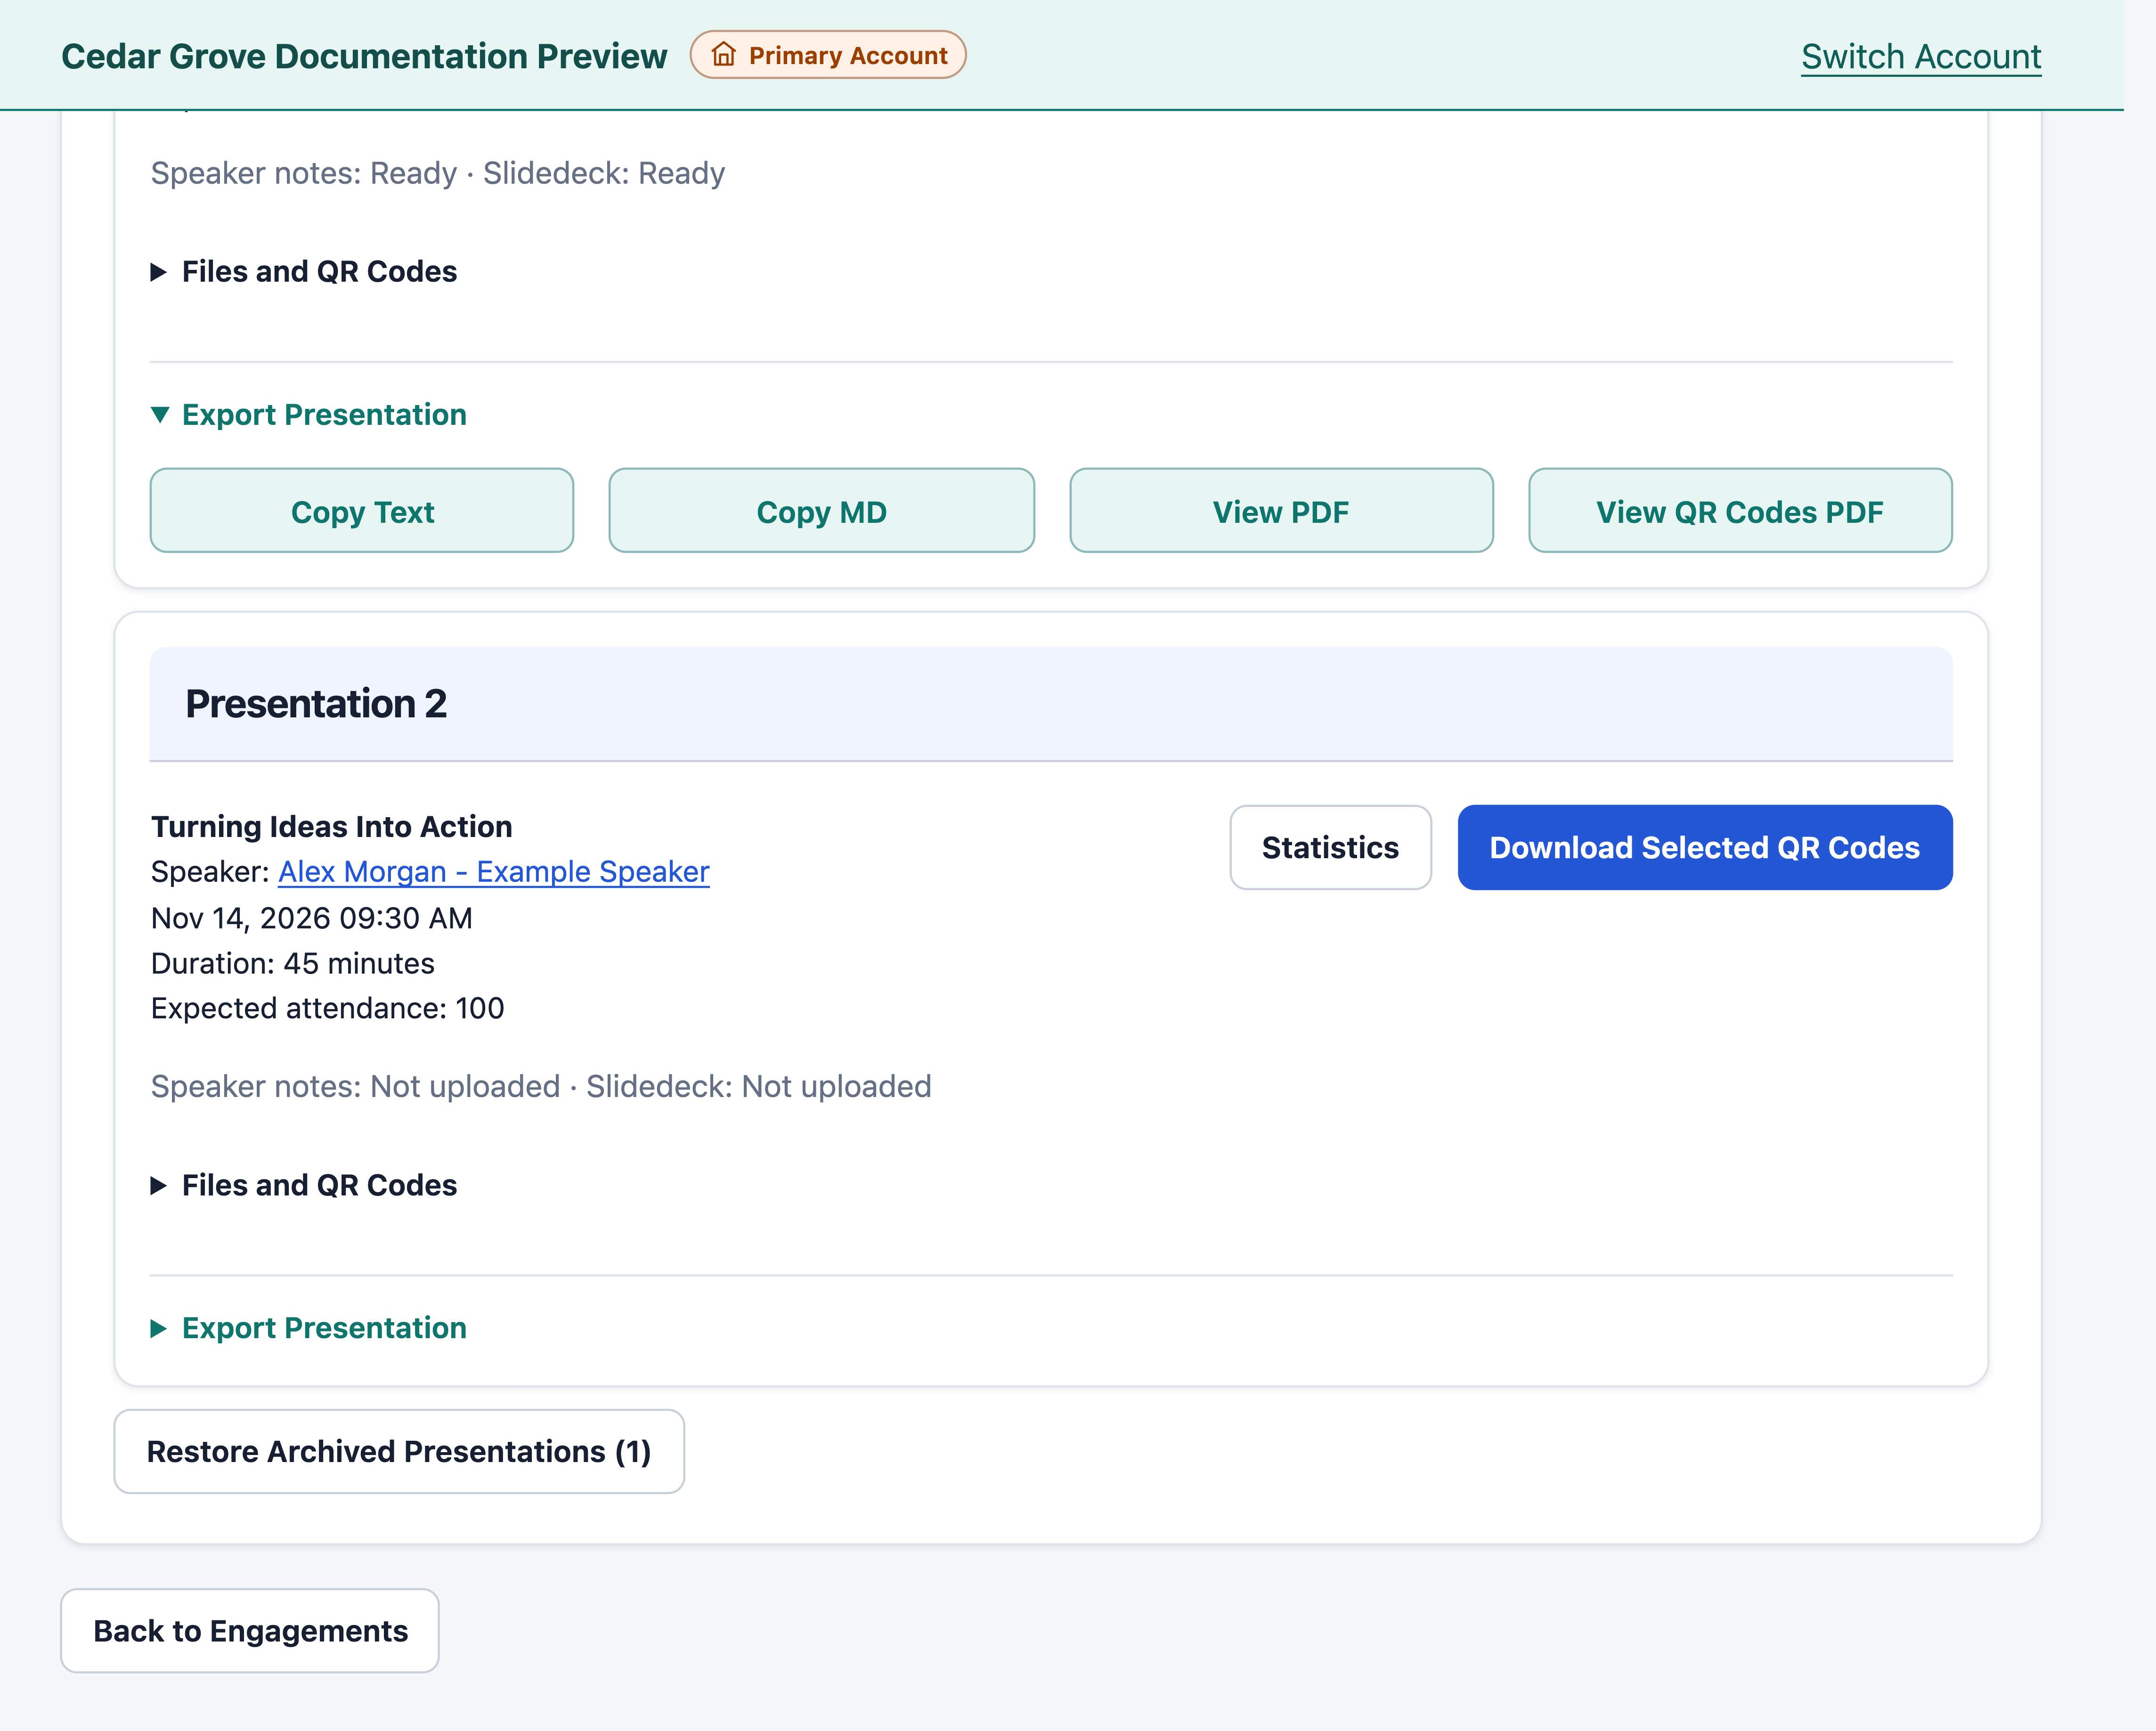 Cedar Grove Documentation Preview
Primary Account
Switch Account
Speaker notes: Ready · Slidedeck: Ready
Files and QR Codes
Export Presentation
Copy Text
Copy MD
View PDF
View QR Codes PDF
Presentation 2
Turning Ideas Into Action
Speaker: Alex Morgan - Example Speaker
Nov 14, 2026 09:30 AM
Duration: 45 minutes
Expected attendance: 100
Statistics
Download Selected QR Codes
Speaker notes: Not uploaded · Slidedeck: Not uploaded
Files and QR Codes
Export Presentation
Restore Archived Presentations (1)
Back to Engagements